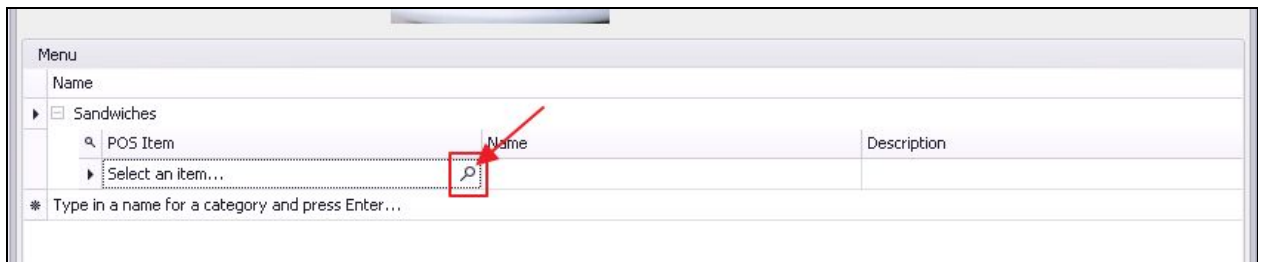 Menu
Name
Sandwiches
POS Item Name Description
Select an item...
Type in a name for a category and press Enter...